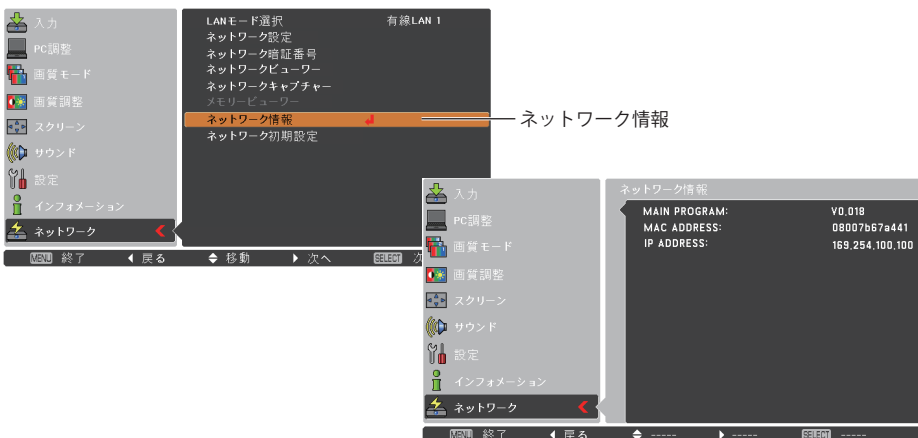 入力
PC調整
画質モード
画質調整
スクリーン
サウンド
設定
インフォメーション
ネットワーク
LANモード選択 有線LAN 1
ネットワーク設定
ネットワーク暗証番号
ネットワークビューワー
ネットワークキャプチャー
メモリービューワー
ネットワーク情報
ネットワーク初期設定
MENU 終了 戻る 移動 次へ SELECT 次
ネットワーク情報
入力
PC調整
画質モード
画質調整
スクリーン
サウンド
設定
インフォメーション
ネットワーク
ネットワーク情報
MAIN PROGRAM: V0,018
MAC ADDRESS: 08007b67a441
IP ADDRESS: 169,254,100,100
MENU 終了 戻る ----- ----- SELECT -----